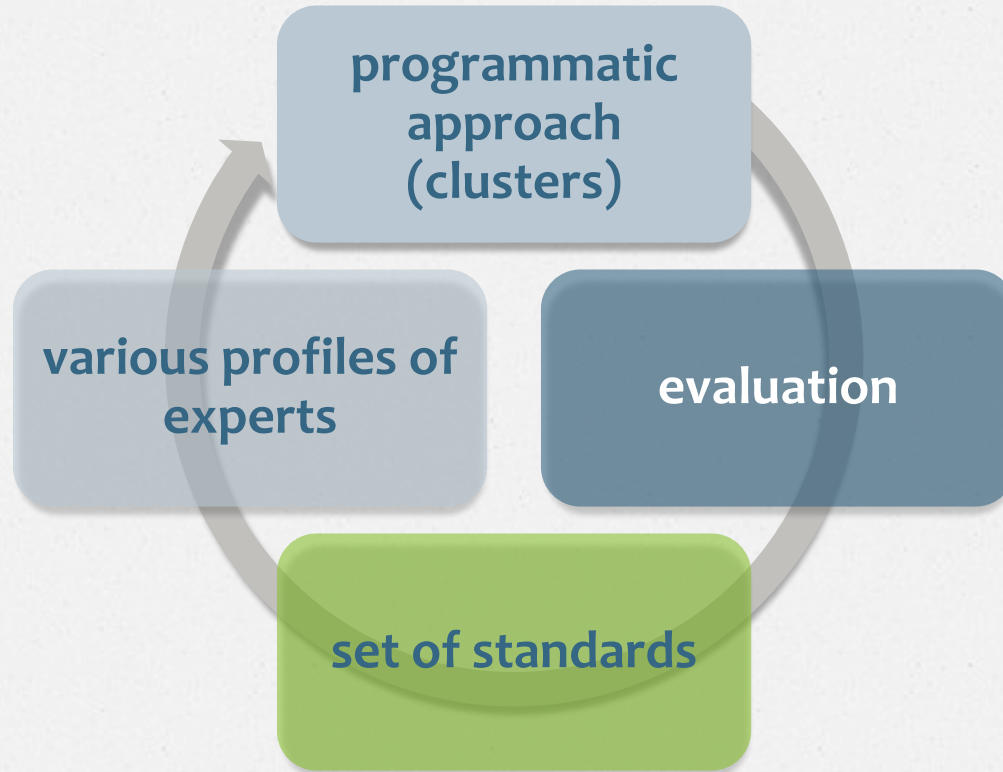 programmatic
approach
(clusters)
various profiles of
experts
evaluation
set of standards